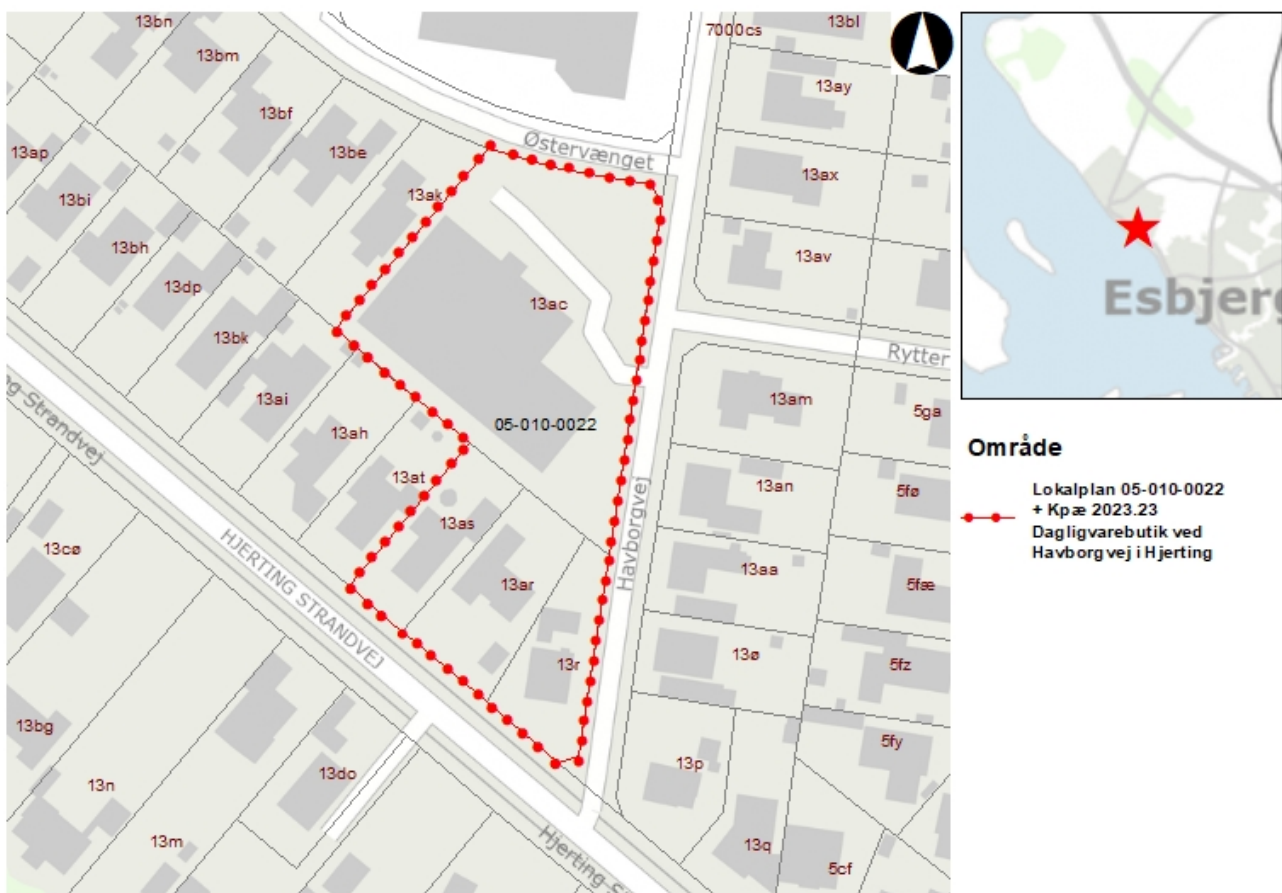 13bn
13bm
7000cs
13bl
13bf
13ay
13ap
13be
Østervænget
13bi
13ak
13ax
13bh
13av
13dp
13ac
13bk
Rytter
ng Strandvej
13ai
13am
5ga
05-010-0022
13ah
13at
13an
5fø
13as
Havborgvej
13cø
HJERTING STRANDVEJ
13ar
13aa
5fæ
13r
13ø
5fz
13bg
13p
5fy
13n
13do
13m
Hjerting-S
13q
5cf
Esbjerg
Område
Lokalplan 05-010-0022
+ Kpæ 2023.23
Dagligvarebutik ved
Havborgvej i Hjerting